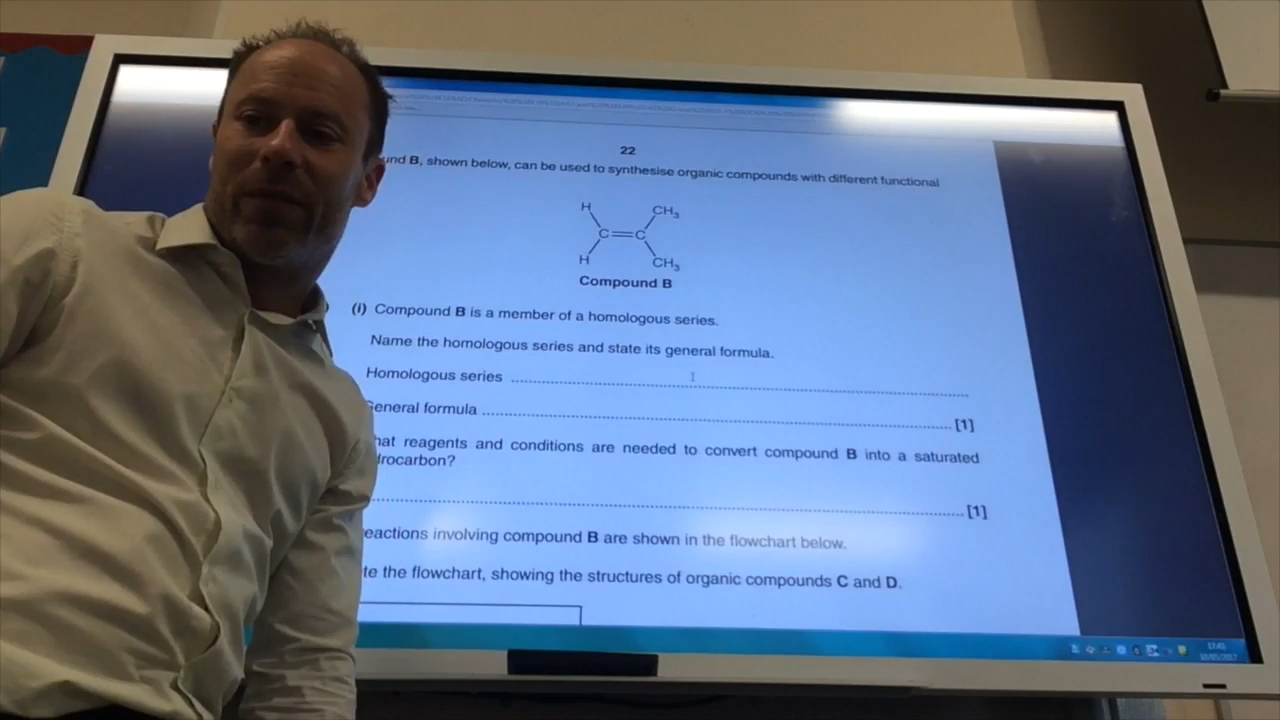 22
und B, shown below, can be used to synthesise organic compounds with different functional
H CH₃
C=C
H CH₃
Compound B
(i) Compound B is a member of a homologous series.
Name the homologous series and state its general formula.
Homologous series ....................
General formula .................... [1]
hat reagents and conditions are needed to convert compound B into a saturated
drocarbon?
.................... [1]
eactions involving compound B are shown in the flowchart below.
te the flowchart, showing the structures of organic compounds C and D.
17:45